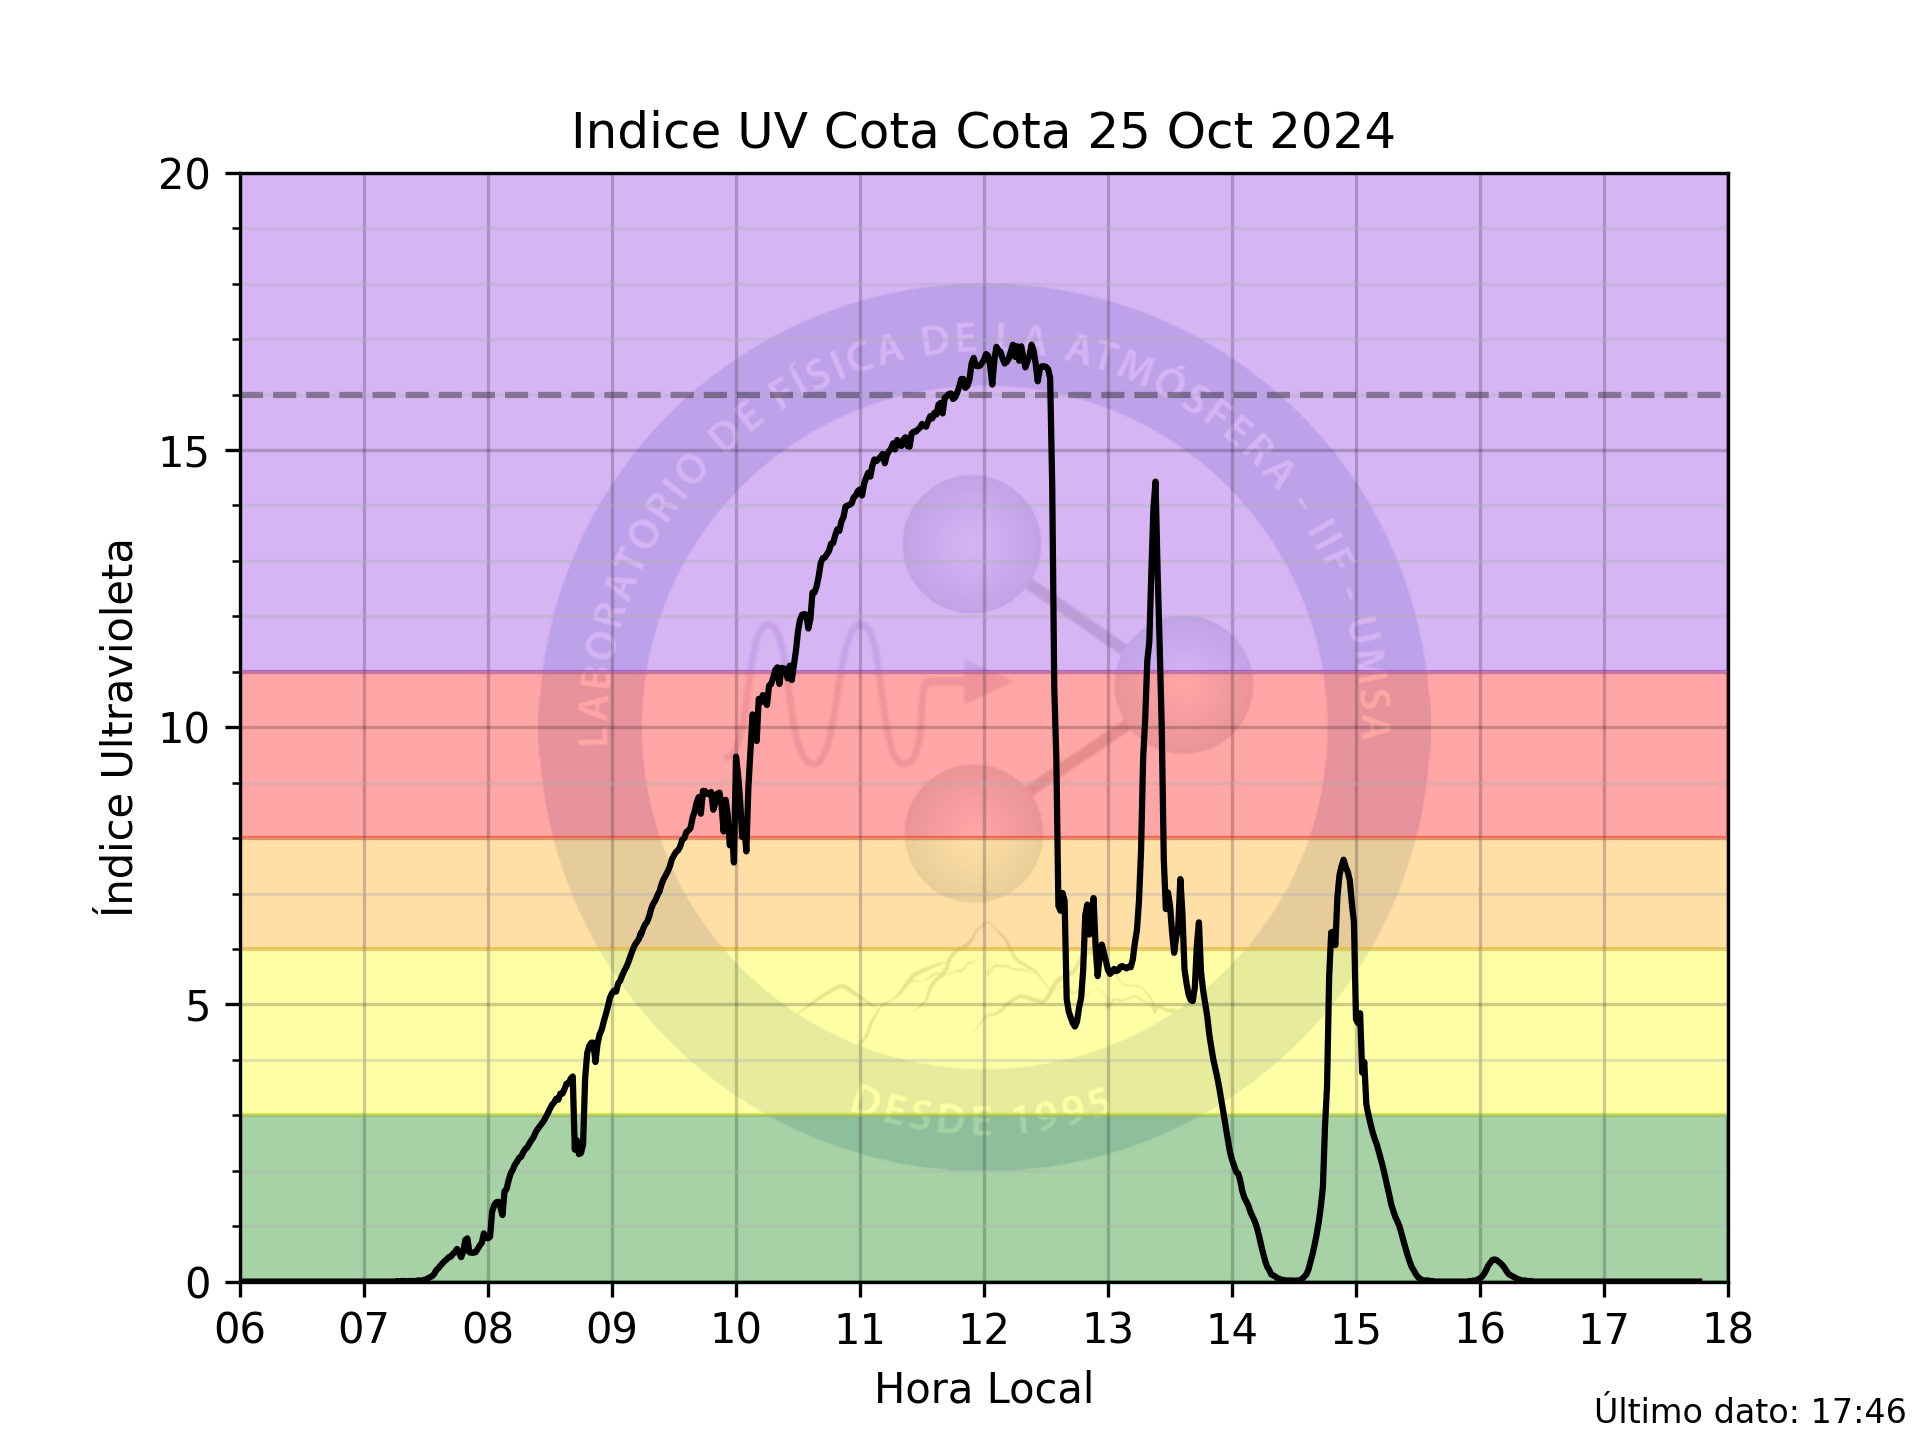 Indice UV Cota Cota 25 Oct 2024
20
15
10
5
0
Índice Ultravioleta
LABORATORIO DE FÍSICA DE LA ATMÓSFERA - IIF - UMSA
DESDE 1995
06 07 08 09 10 11 12 13 14 15 16 17 18
Hora Local
Último dato: 17:46